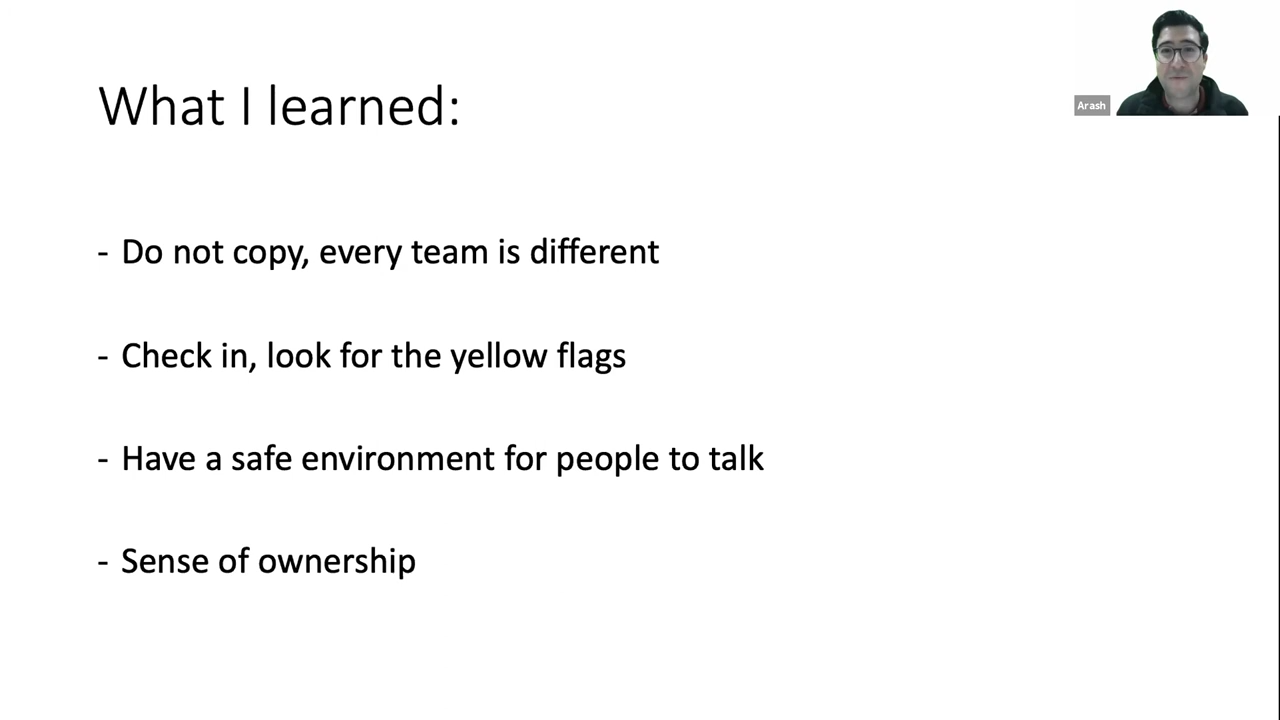 What I learned:
Arash
- Do not copy, every team is different
- Check in, look for the yellow flags
- Have a safe environment for people to talk
- Sense of ownership